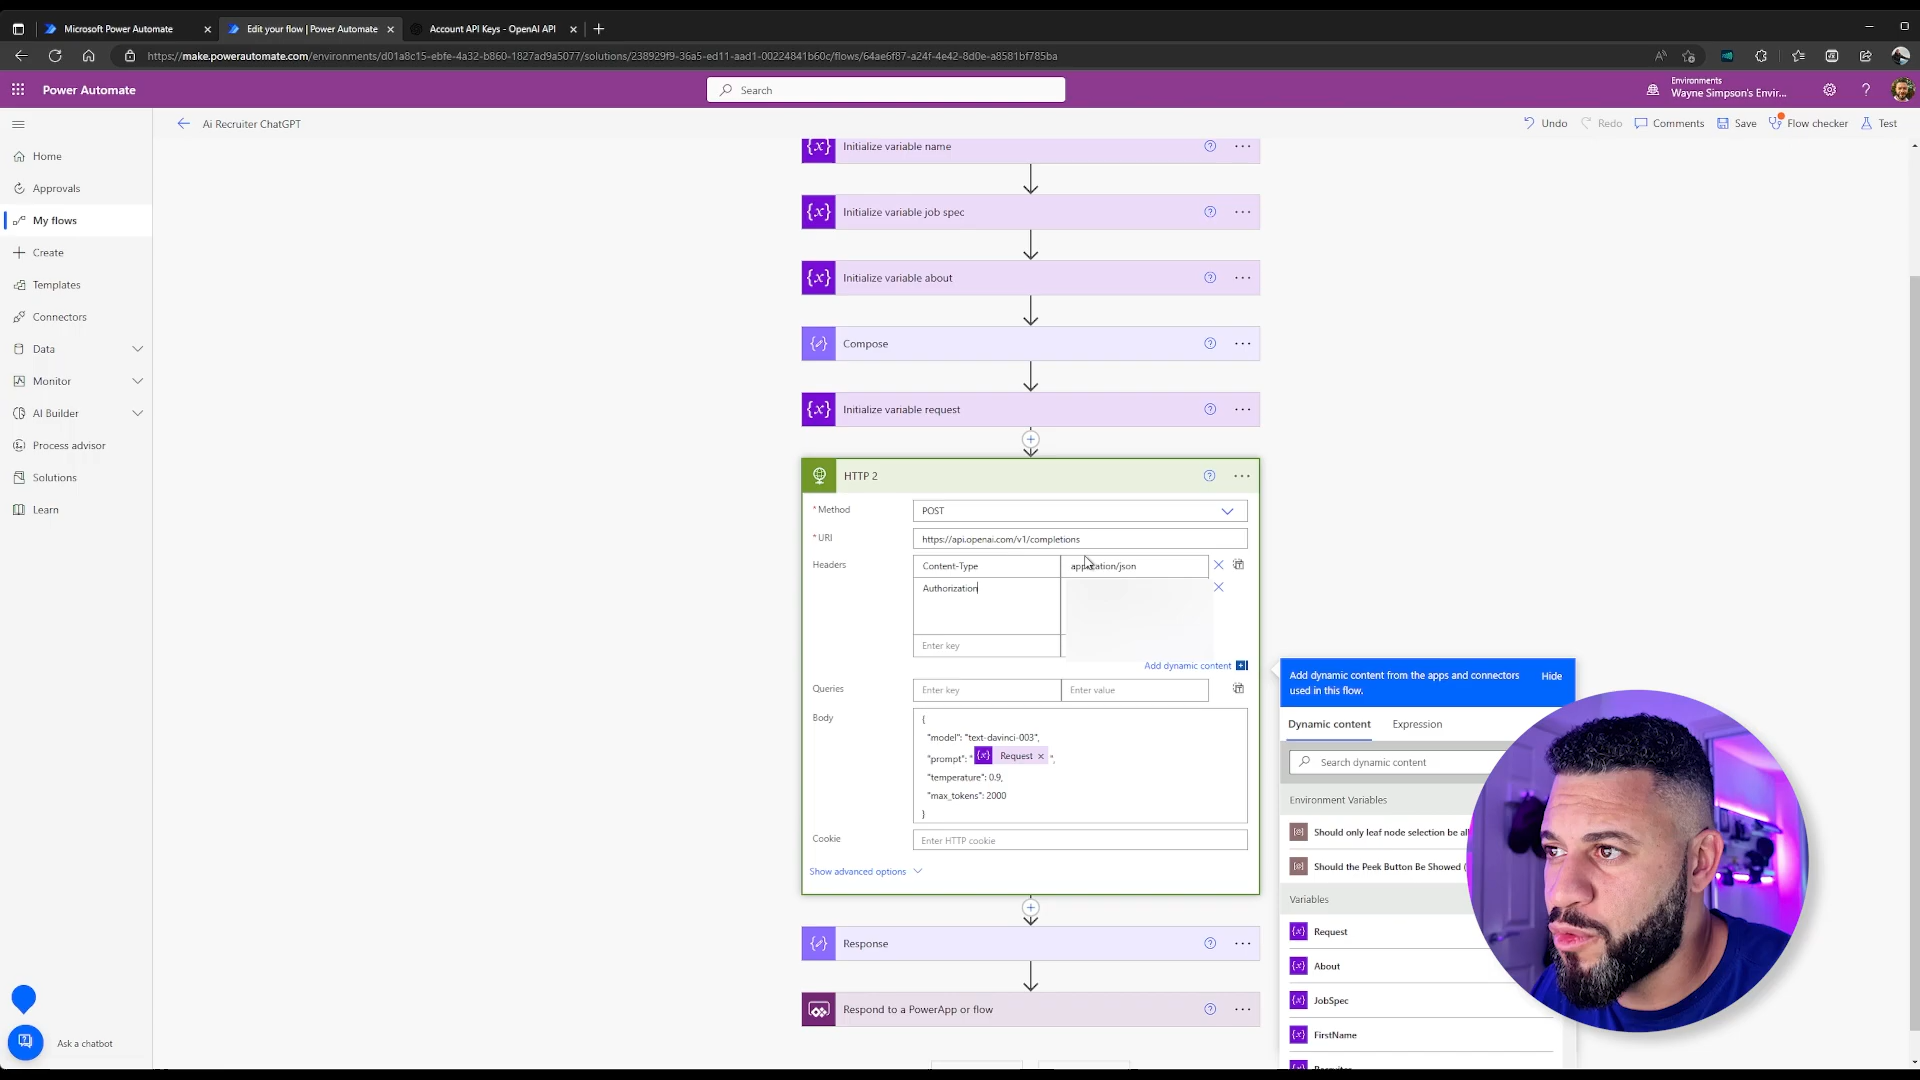 Microsoft Power Automate
Edit your flow | Power Automate
Account API Keys - OpenAI API
https://make.powerautomate.com/environments/d01a8c15-ebfe-4a32-b860-1827ad9a5077/solutions/238929f9-36a5-ed11-aad1-00224841b60c/flows/64ae6f87-a24f-4e42-8d0e-a8581bf785ba
Power Automate
Search
Environments
Wayne Simpson's Envir...
Ai Recruiter ChatGPT
Undo
Redo
Comments
Save
Flow checker
Test
Home
Approvals
My flows
Create
Templates
Connectors
Data
Monitor
AI Builder
Process advisor
Solutions
Learn
Ask a chatbot
Initialize variable name
Initialize variable job spec
Initialize variable about
Compose
Initialize variable request
HTTP 2
* Method
POST
* URI
https://api.openai.com/v1/completions
Headers
Content-Type
application/json
Authorization
Enter key
Add dynamic content
Queries
Enter key
Enter value
Body
{
"model": "text-davinci-003",
"prompt": " Request ",
"temperature": 0.9,
"max_tokens": 2000
}
Cookie
Enter HTTP cookie
Show advanced options
Response
Respond to a PowerApp or flow
Add dynamic content from the apps and connectors
used in this flow.
Hide
Dynamic content
Expression
Search dynamic content
Environment Variables
Should only leaf node selection be al
Should the Peek Button Be Showed (
Variables
Request
About
JobSpec
FirstName